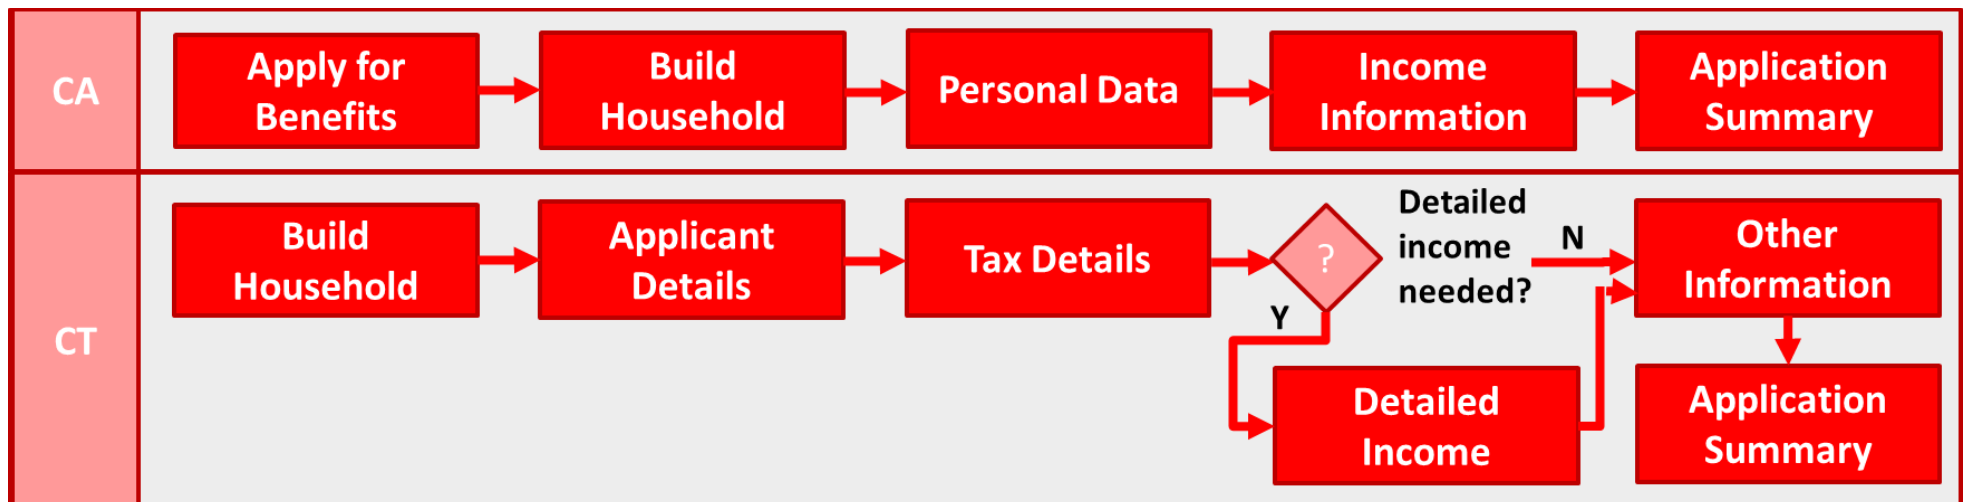 CA
Apply for
Benefits
Build
Household
Personal Data
Income
Information
Application
Summary
CT
Build
Household
Applicant
Details
Tax Details
?
Detailed
income
needed?
N
Y
Other
Information
Detailed
Income
Application
Summary